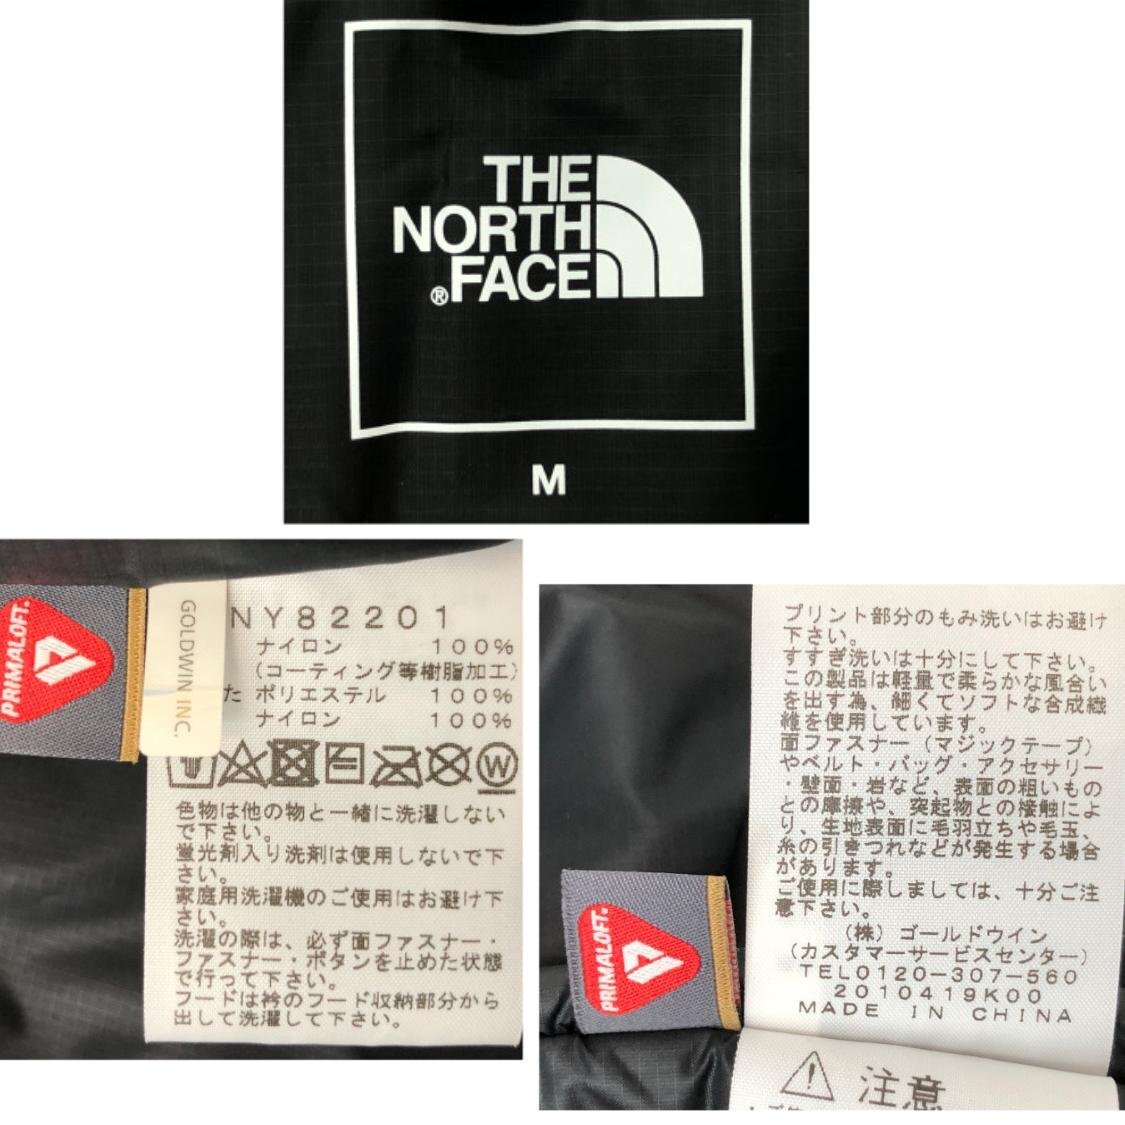 THE
NORTH
®FACE
M
PRIMALOFT.
GOLDWIN INC.
NY82201
ナイロン 100%
(コーティング等樹脂加工)
た ポリエステル 100%
ナイロン 100%
W
色物は他の物と一緒に洗濯しない
で下さい。
蛍光剤入り洗剤は使用しないで下
さい。
家庭用洗濯機のご使用はお避け下
さい。
洗濯の際は、必ず面ファスナー・
ファスナー・ボタンを止めた状態
で行って下さい。
フードは衿のフード収納部分から
出して洗濯して下さい。
プリント部分のもみ洗いはお避け
下さい。
すすぎ洗いは十分にして下さい。
この製品は軽量で柔らかな風合い
を出す為、細くてソフトな合成繊
維を使用しています。
面ファスナー(マジックテープ)
やベルト・バッグ・アクセサリー
・壁面・岩など、表面の粗いもの
との摩擦や、突起物との接触によ
り、生地表面に毛羽立ちや毛玉、
糸の引きつれなどが発生する場合
があります。
ご使用に際しましては、十分ご注
意下さい。
(株)ゴールドウイン
(カスタマーサービスセンター)
TEL0120-307-560
2010419K00
MADE IN CHINA
PRIMALOFT.
注意